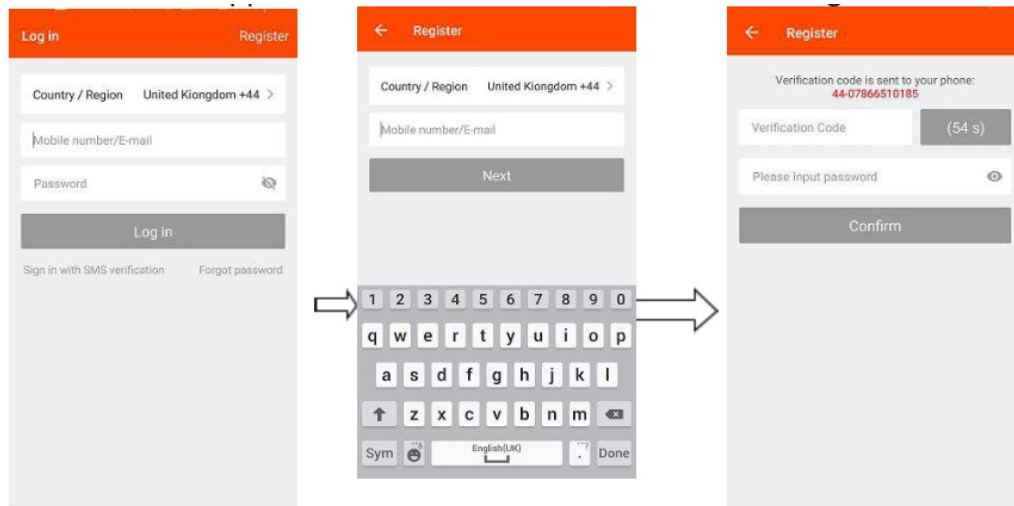 Log in Register
Country / Region United Kiongdom +44 >
Mobile number/E-mail
Password
Log in
Sign in with SMS verification Forgot password
Register
Country / Region United Kiongdom +44 >
Mobile number/E-mail
Next
1 2 3 4 5 6 7 8 9 0
q w e r t y u i o p
a s d f g h j k l
z x c v b n m
Sym English(UK) . Done
Register
Verification code is sent to your phone:
44-07866510185
Verification Code (54 s)
Please input password
Confirm